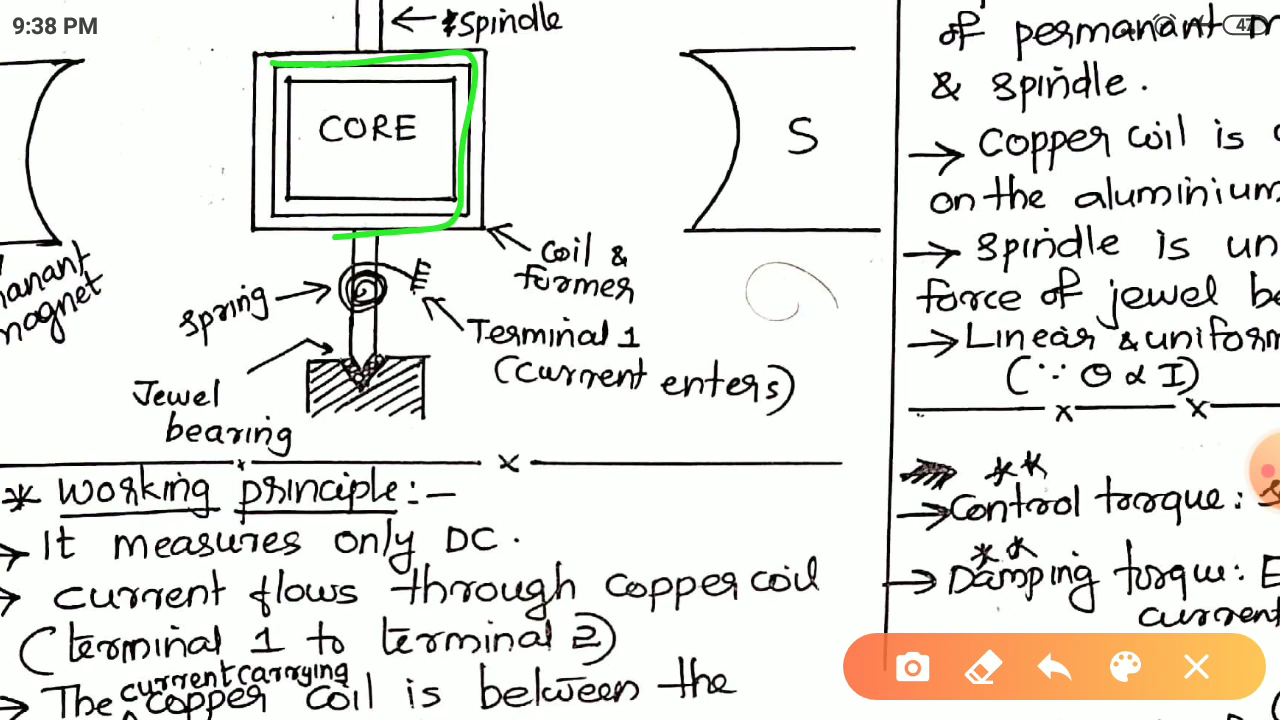 9:38 PM
Spindle
CORE
S
coil &
former
spring
Terminal 1
(current enters)
Jewel
bearing
magnet
x
* working principle:-
→ It measures only DC.
→ current flows through copper coil
(terminal 1 to terminal 2)
current carrying
→ The copper coil is between the
of permanant m
& spindle.
→ Copper coil is
on the aluminium
→ spindle is un
force of jewel be
→ Linear & uniform
(∵ θ α I)
x x
**
→ Control torque:
**
→ Damping torque: E
current